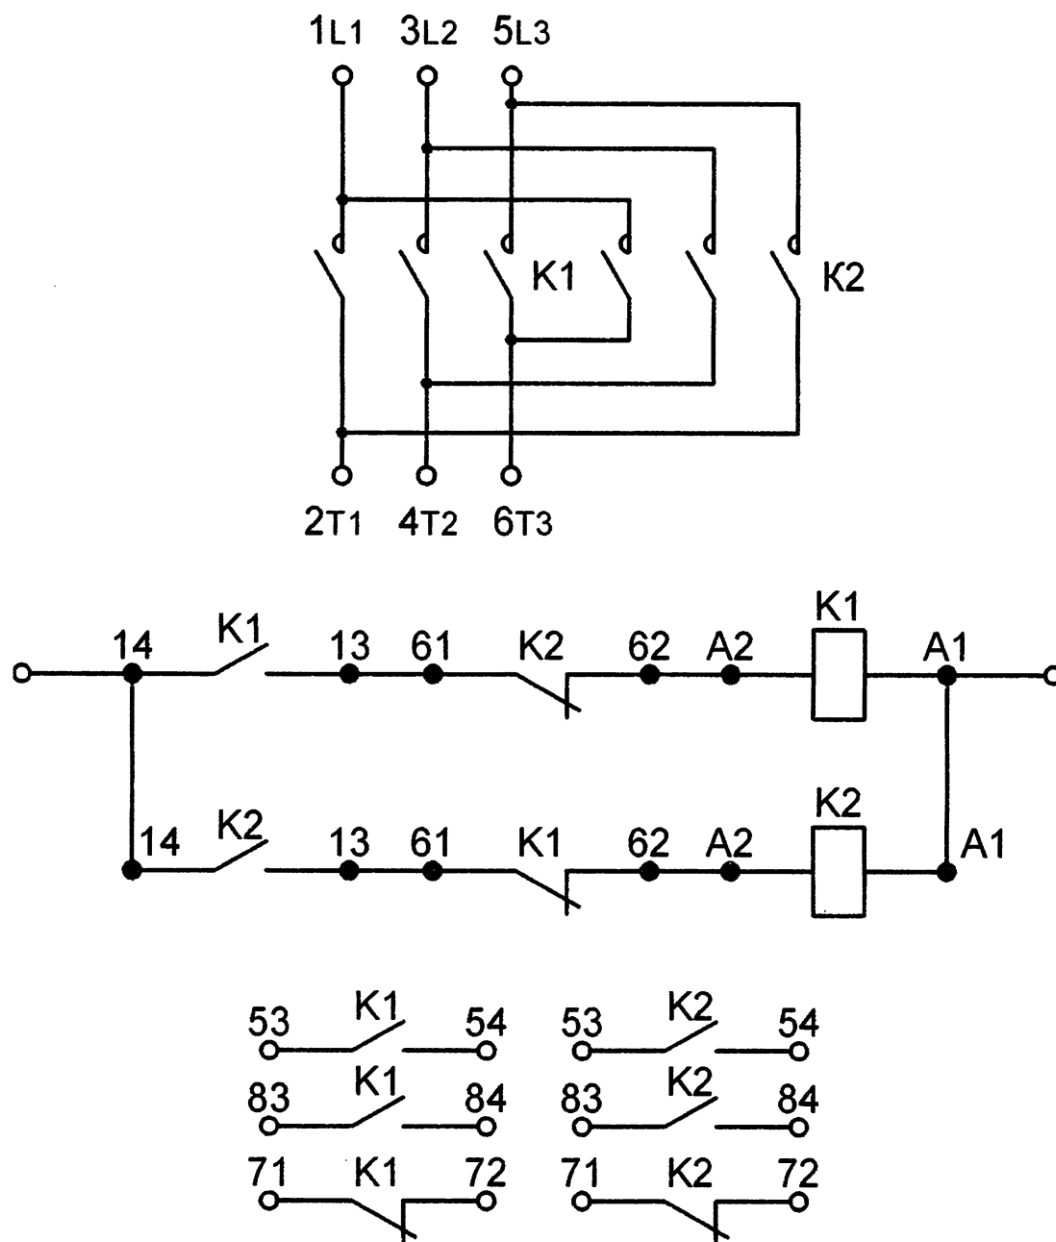 1L1 3L2 5L3
K1 K2
2T1 4T2 6T3
K1
14 K1 13 61 K2 62 A2 A1
K2
14 K2 13 61 K1 62 A2 A1
53 K1 54 53 K2 54
83 K1 84 83 K2 84
71 K1 72 71 K2 72